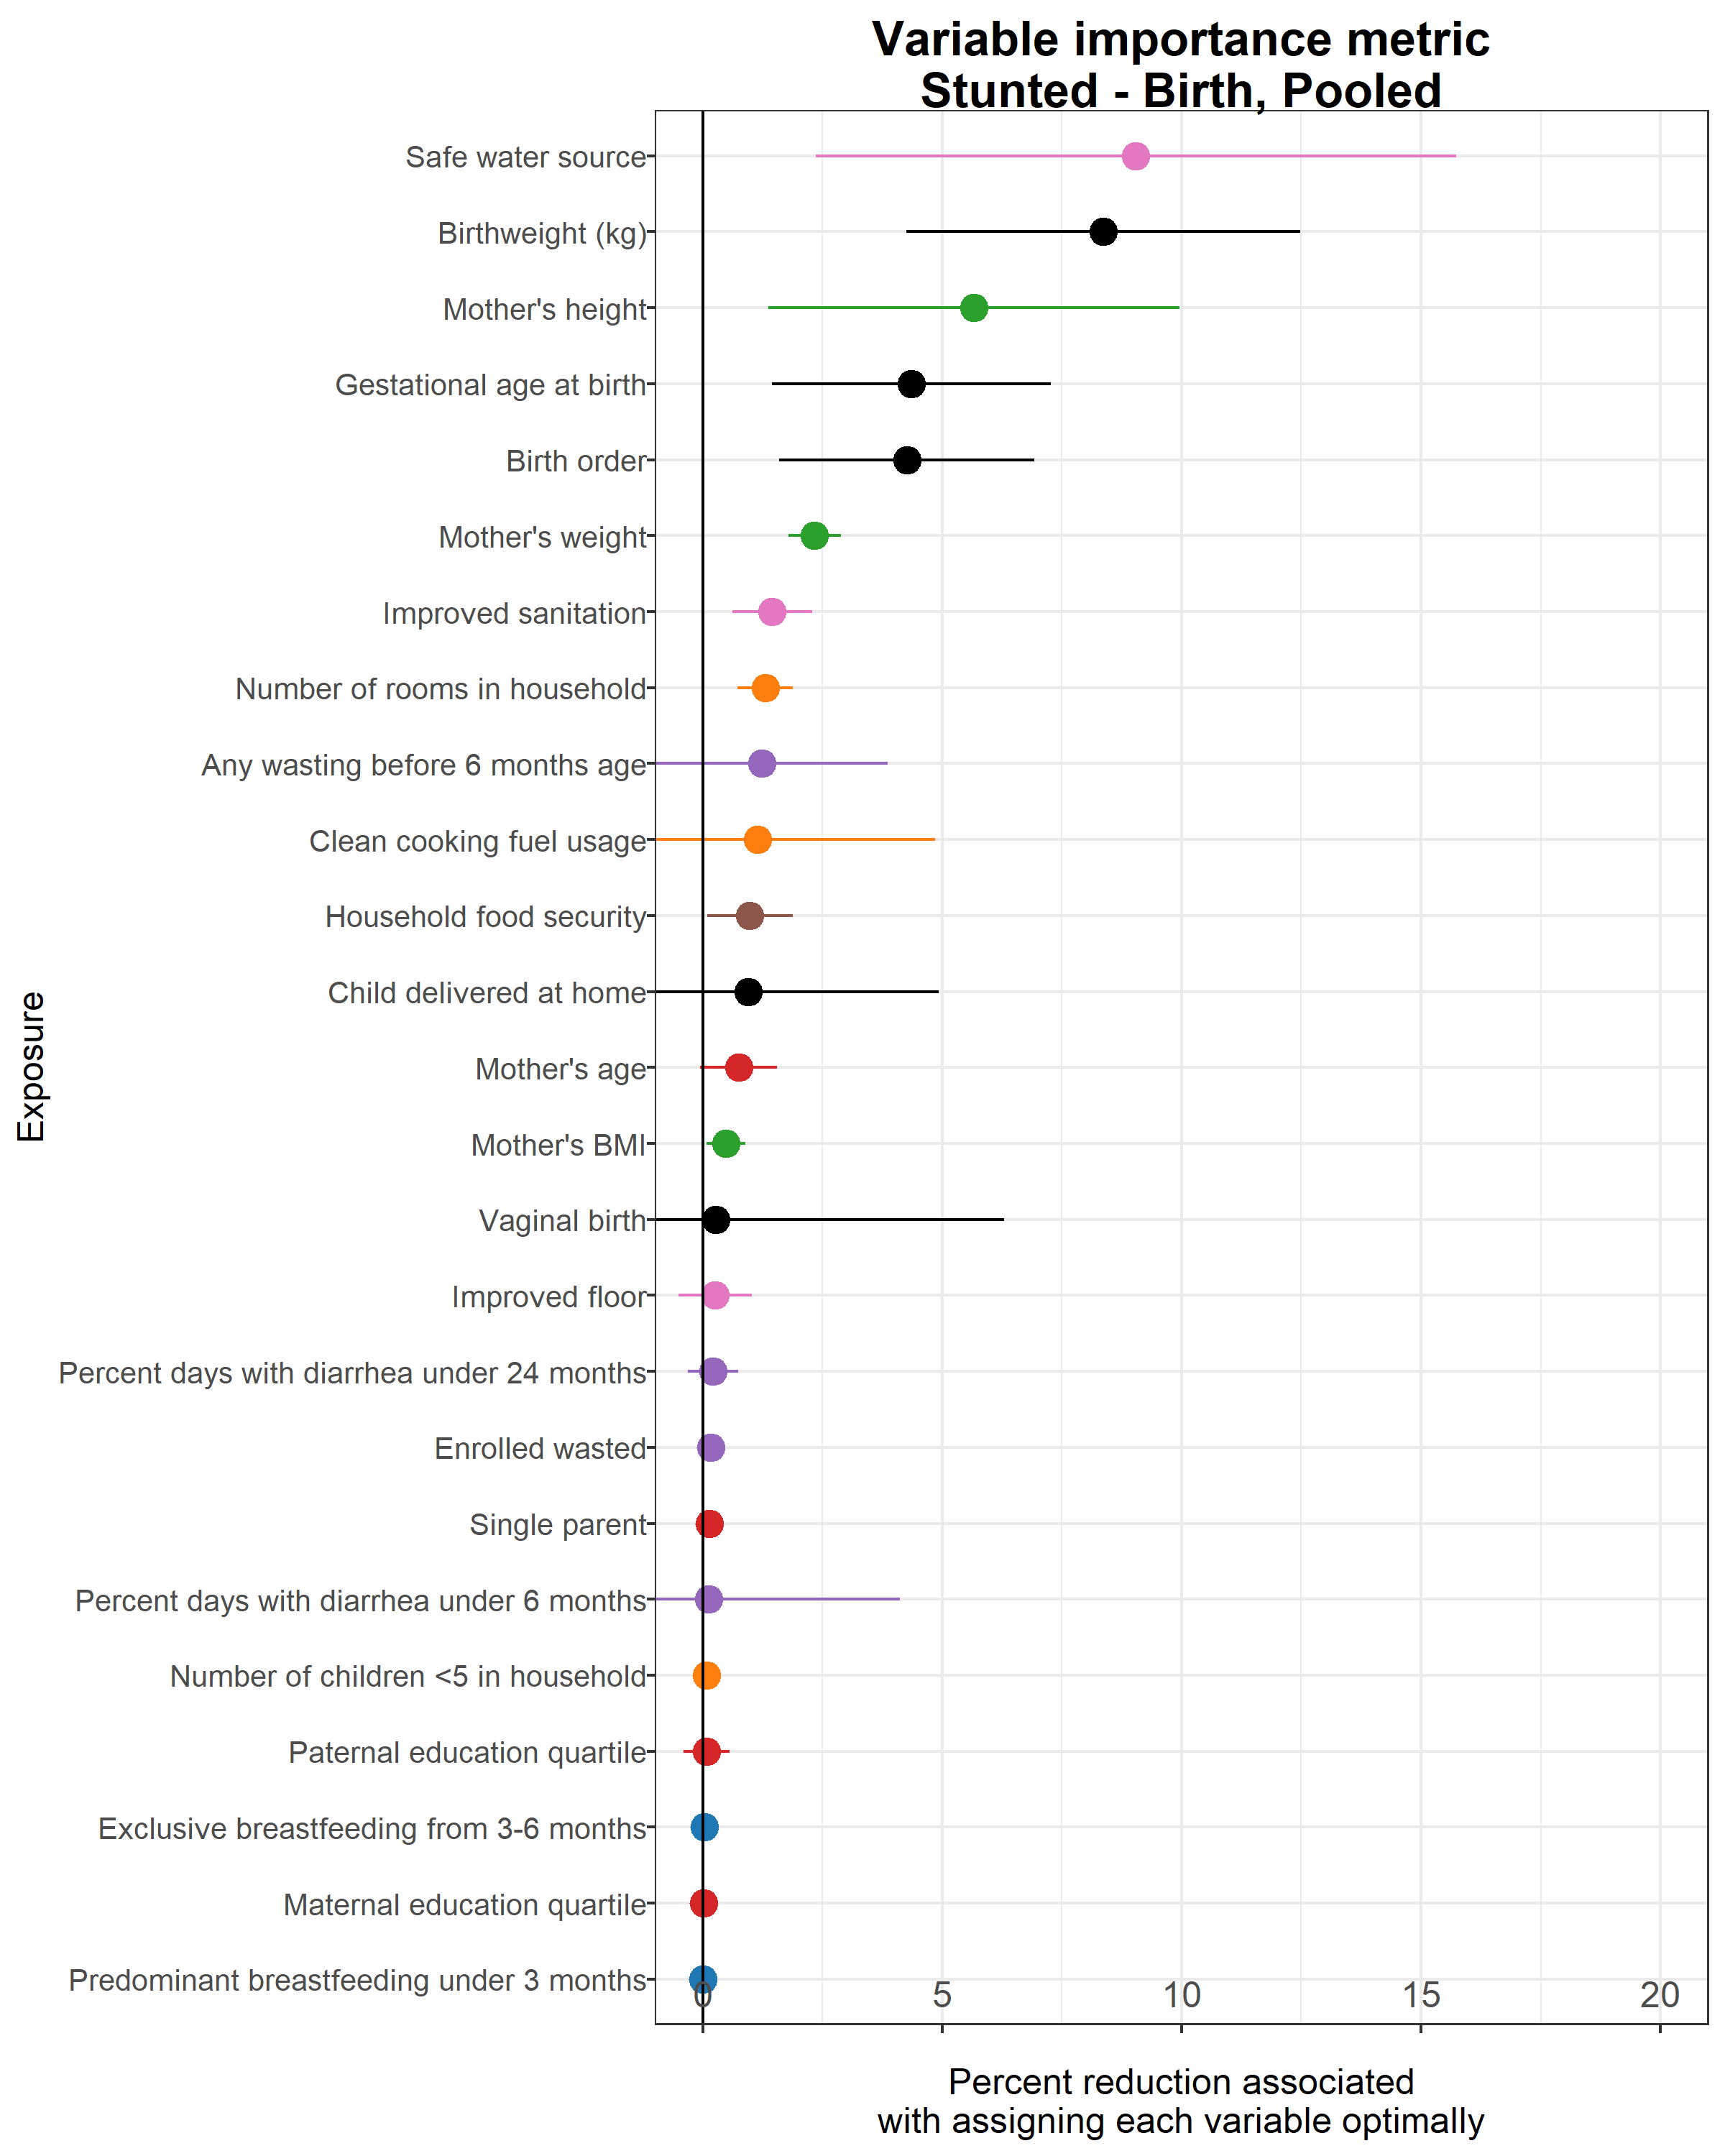 Variable importance metric
Stunted - Birth, Pooled
Exposure
Safe water source
Birthweight (kg)
Mother's height
Gestational age at birth
Birth order
Mother's weight
Improved sanitation
Number of rooms in household
Any wasting before 6 months age
Clean cooking fuel usage
Household food security
Child delivered at home
Mother's age
Mother's BMI
Vaginal birth
Improved floor
Percent days with diarrhea under 24 months
Enrolled wasted
Single parent
Percent days with diarrhea under 6 months
Number of children <5 in household
Paternal education quartile
Exclusive breastfeeding from 3-6 months
Maternal education quartile
Predominant breastfeeding under 3 months
0 5 10 15 20
Percent reduction associated
with assigning each variable optimally